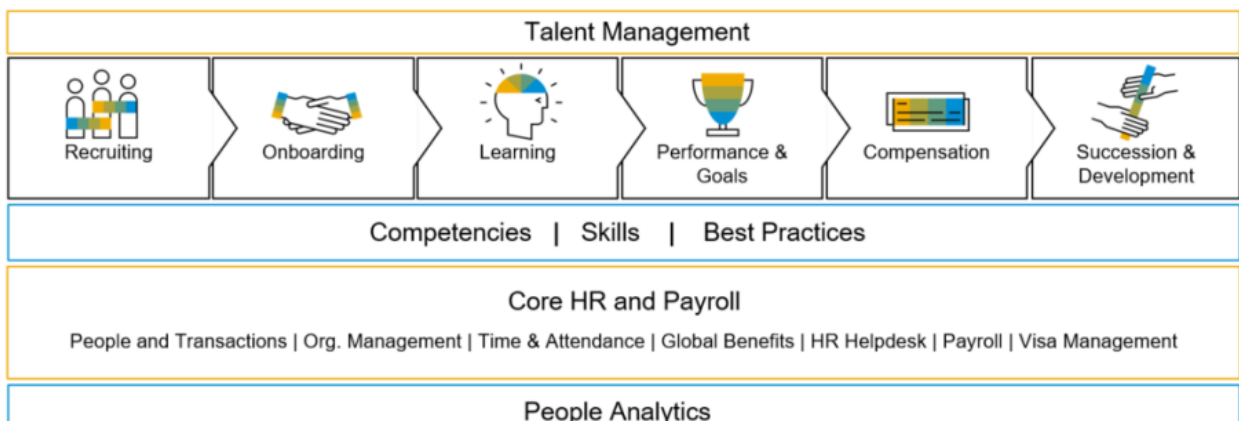 Talent Management
Recruiting
Onboarding
Learning
Performance &
Goals
Compensation
Succession &
Development
Competencies | Skills | Best Practices
Core HR and Payroll
People and Transactions | Org. Management | Time & Attendance | Global Benefits | HR Helpdesk | Payroll | Visa Management
People Analytics